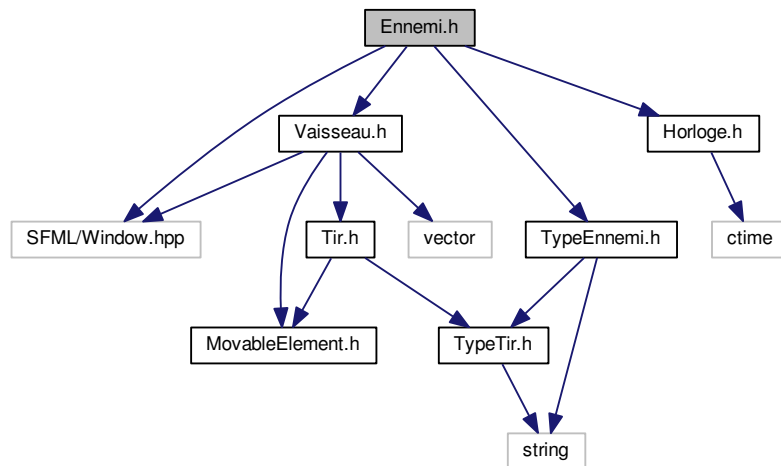 Ennemi.h
Vaisseau.h
Horloge.h
SFML/Window.hpp
Tir.h
vector
TypeEnnemi.h
ctime
MovableElement.h
TypeTir.h
string